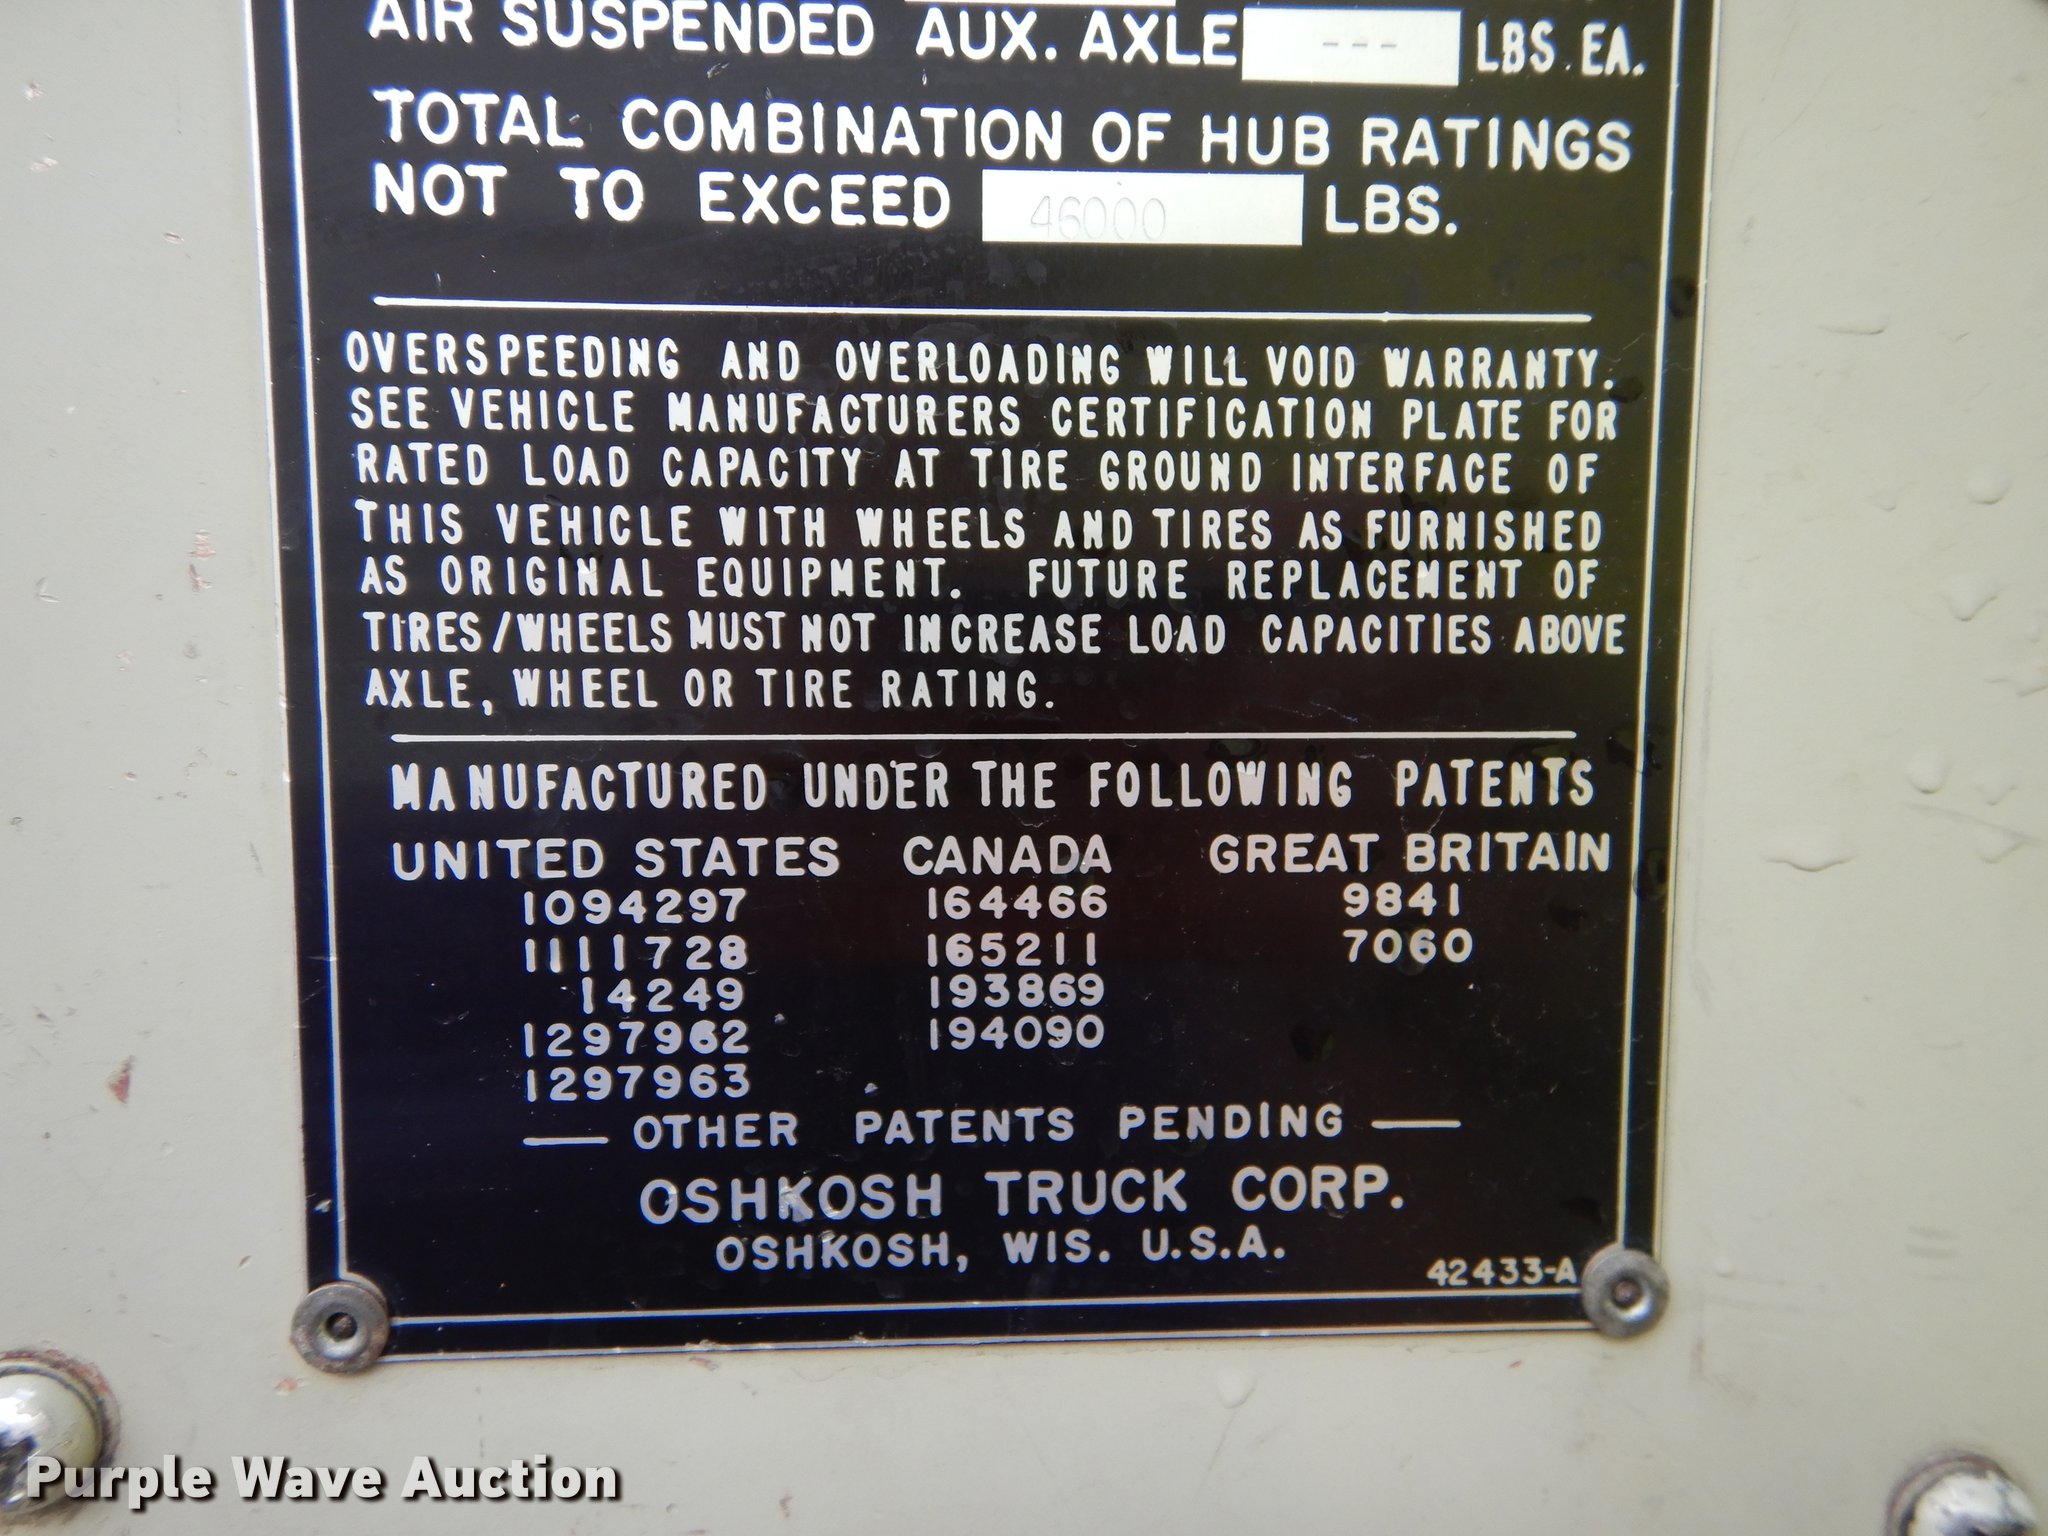 AIR SUSPENDED AUX. AXLE --- LBS. EA.
TOTAL COMBINATION OF HUB RATINGS
NOT TO EXCEED 46000 LBS.
OVERSPEEDING AND OVERLOADING WILL VOID WARRANTY.
SEE VEHICLE MANUFACTURERS CERTIFICATION PLATE FOR
RATED LOAD CAPACITY AT TIRE GROUND INTERFACE OF
THIS VEHICLE WITH WHEELS AND TIRES AS FURNISHED
AS ORIGINAL EQUIPMENT. FUTURE REPLACEMENT OF
TIRES/WHEELS MUST NOT INCREASE LOAD CAPACITIES ABOVE
AXLE, WHEEL OR TIRE RATING.
MANUFACTURED UNDER THE FOLLOWING PATENTS
UNITED STATES CANADA GREAT BRITAIN
1094297 164466 9841
1111728 165211 7060
14249 193869
1297962 194090
1297963
— OTHER PATENTS PENDING —
OSHKOSH TRUCK CORP.
OSHKOSH, WIS. U.S.A.
42433-A
Purple Wave Auction